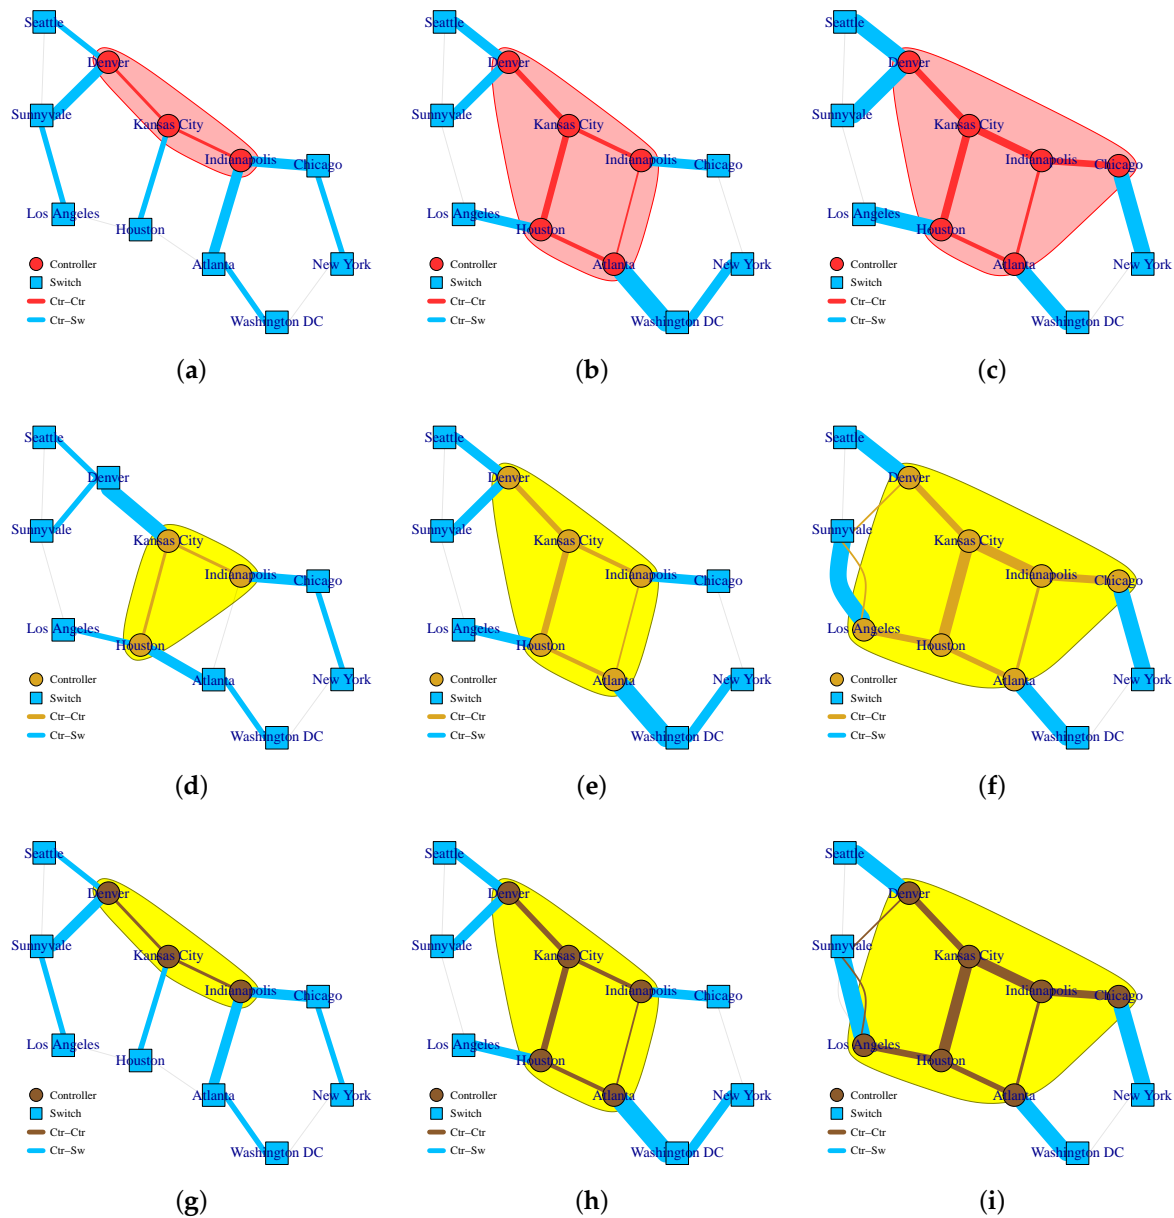 Seattle
Denver
Sunnyvale
Kansas City
Indianapolis
Chicago
Los Angeles
Houston
Atlanta
New York
Washington DC
Controller
Switch
Ctr–Ctr
Ctr–Sw
(a)
Seattle
Denver
Sunnyvale
Kansas City
Indianapolis
Chicago
Los Angeles
Houston
Atlanta
New York
Washington DC
Controller
Switch
Ctr–Ctr
Ctr–Sw
(b)
Seattle
Denver
Sunnyvale
Kansas City
Indianapolis
Chicago
Los Angeles
Houston
Atlanta
New York
Washington DC
Controller
Switch
Ctr–Ctr
Ctr–Sw
(c)
Seattle
Denver
Sunnyvale
Kansas City
Indianapolis
Chicago
Los Angeles
Houston
Atlanta
New York
Washington DC
Controller
Switch
Ctr–Ctr
Ctr–Sw
(d)
Seattle
Denver
Sunnyvale
Kansas City
Indianapolis
Chicago
Los Angeles
Houston
Atlanta
New York
Washington DC
Controller
Switch
Ctr–Ctr
Ctr–Sw
(e)
Seattle
Denver
Sunnyvale
Kansas City
Indianapolis
Chicago
Los Angeles
Houston
Atlanta
New York
Washington DC
Controller
Switch
Ctr–Ctr
Ctr–Sw
(f)
Seattle
Denver
Sunnyvale
Kansas City
Indianapolis
Chicago
Los Angeles
Houston
Atlanta
New York
Washington DC
Controller
Switch
Ctr–Ctr
Ctr–Sw
(g)
Seattle
Denver
Sunnyvale
Kansas City
Indianapolis
Chicago
Los Angeles
Houston
Atlanta
New York
Washington DC
Controller
Switch
Ctr–Ctr
Ctr–Sw
(h)
Seattle
Denver
Sunnyvale
Kansas City
Indianapolis
Chicago
Los Angeles
Houston
Atlanta
New York
Washington DC
Controller
Switch
Ctr–Ctr
Ctr–Sw
(i)